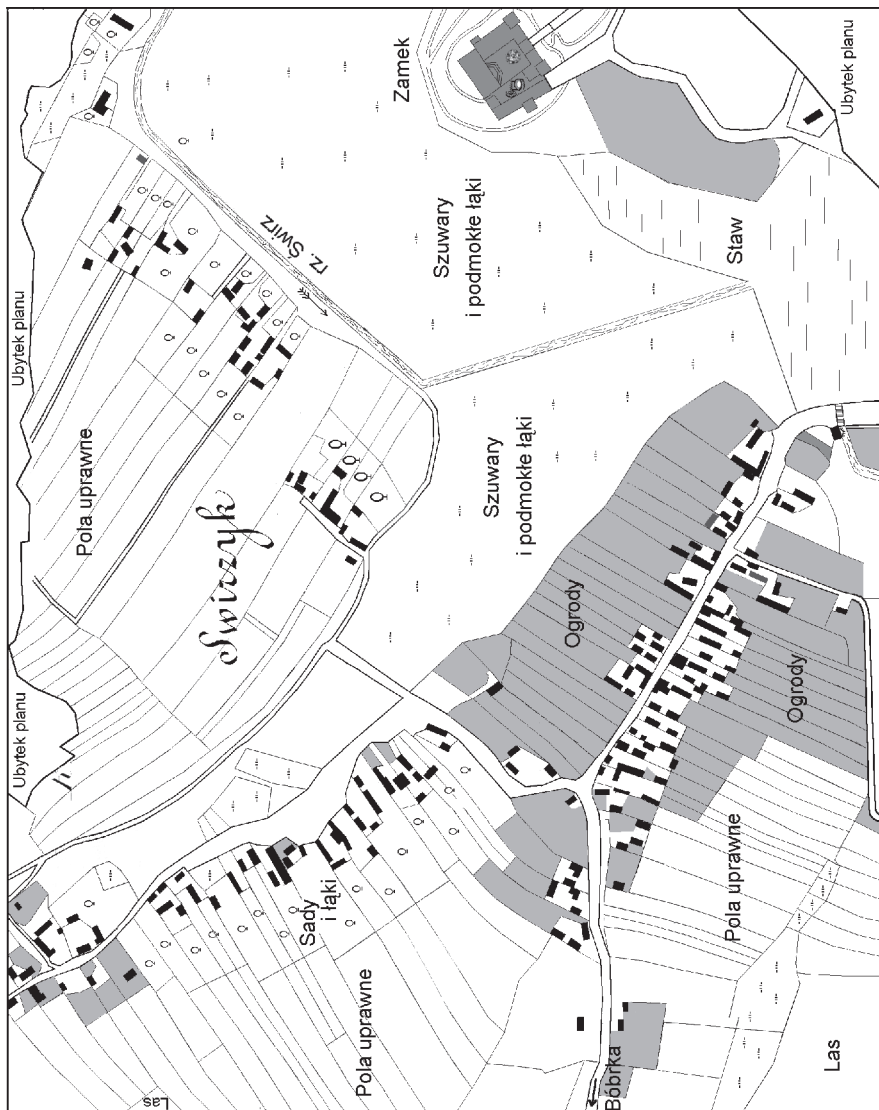 Ubytek planu
Ubytek planu
Pola uprawne
Swirzyk
rz. Świrz
Zamek
Szuwary
i podmokłe łąki
Szuwary
i podmokłe łąki
Staw
Ubytek planu
Ogrody
Ogrody
Sady
i łąki
Pola uprawne
Pola uprawne
Las
Bóbrka
Las